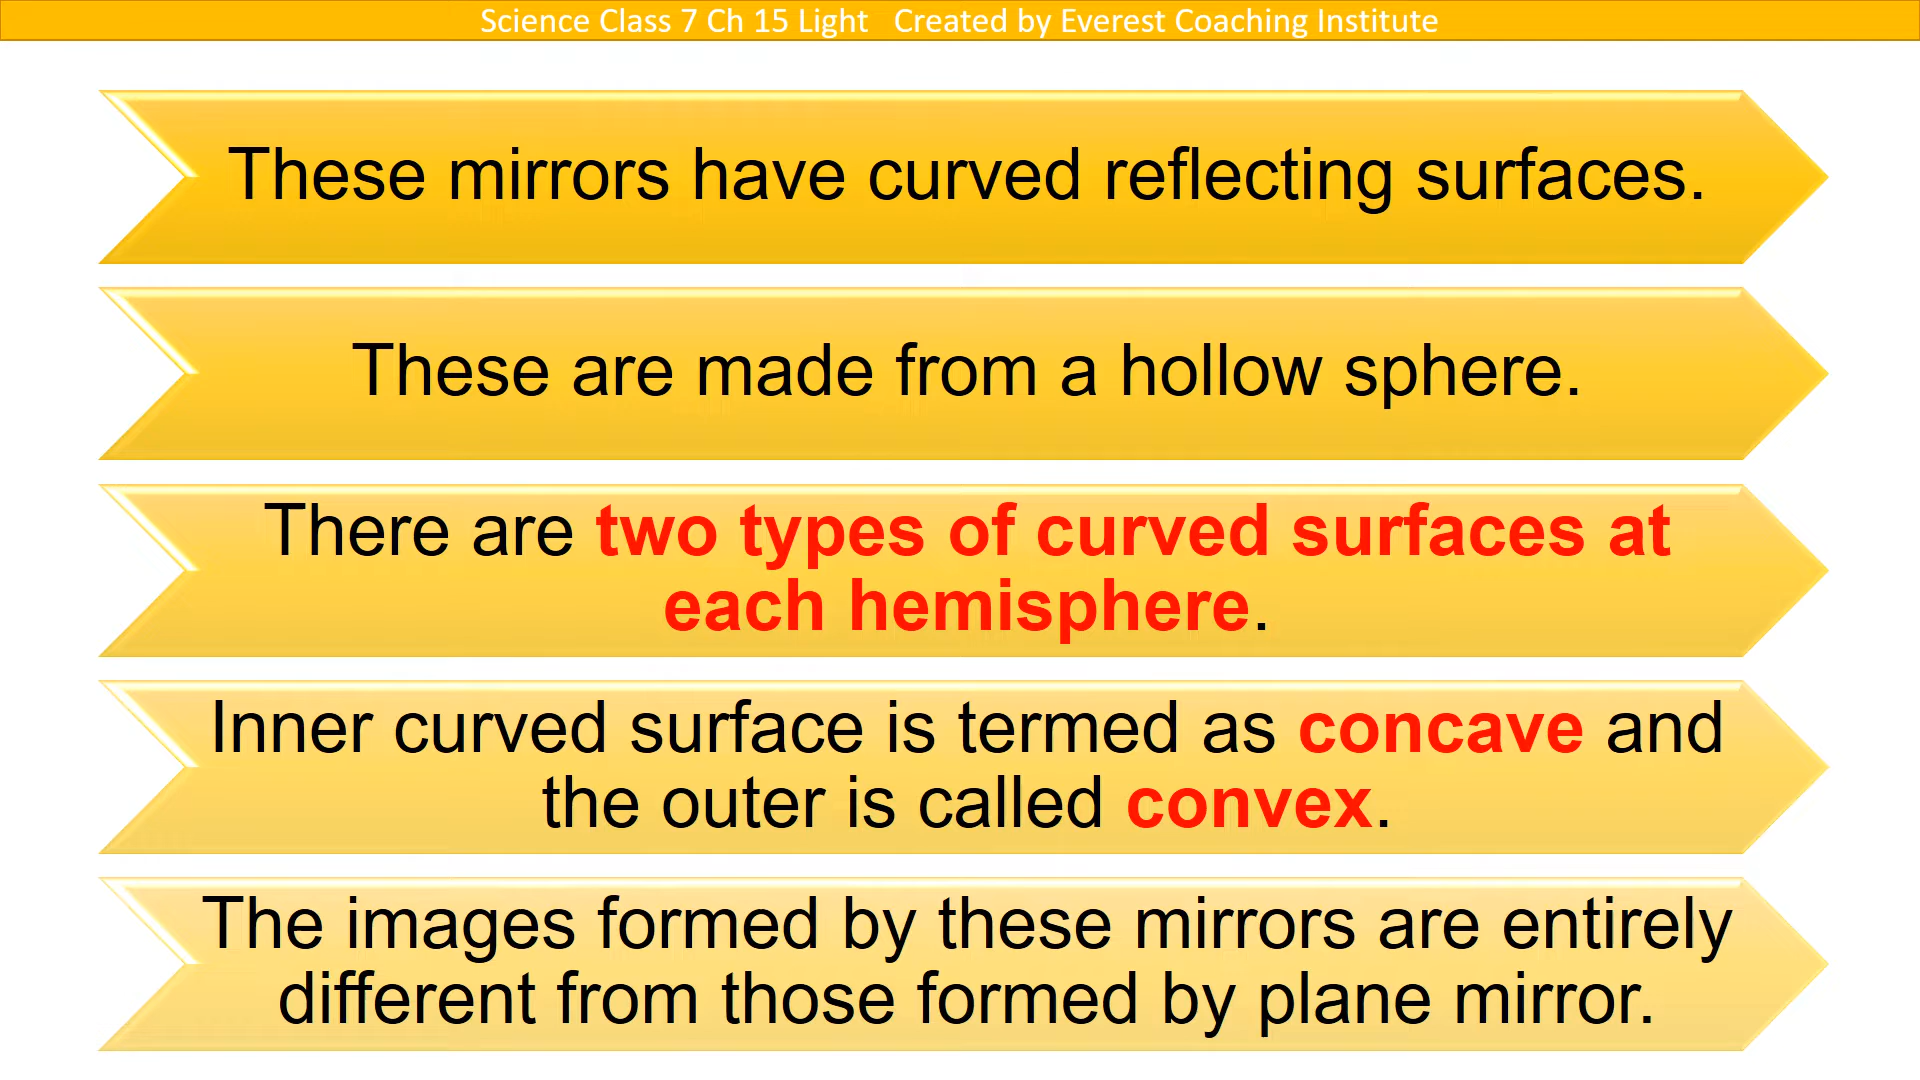 Science Class 7 Ch 15 Light   Created by Everest Coaching Institute
These mirrors have curved reflecting surfaces.
These are made from a hollow sphere.
There are two types of curved surfaces at
each hemisphere.
Inner curved surface is termed as concave and
the outer is called convex.
The images formed by these mirrors are entirely
different from those formed by plane mirror.